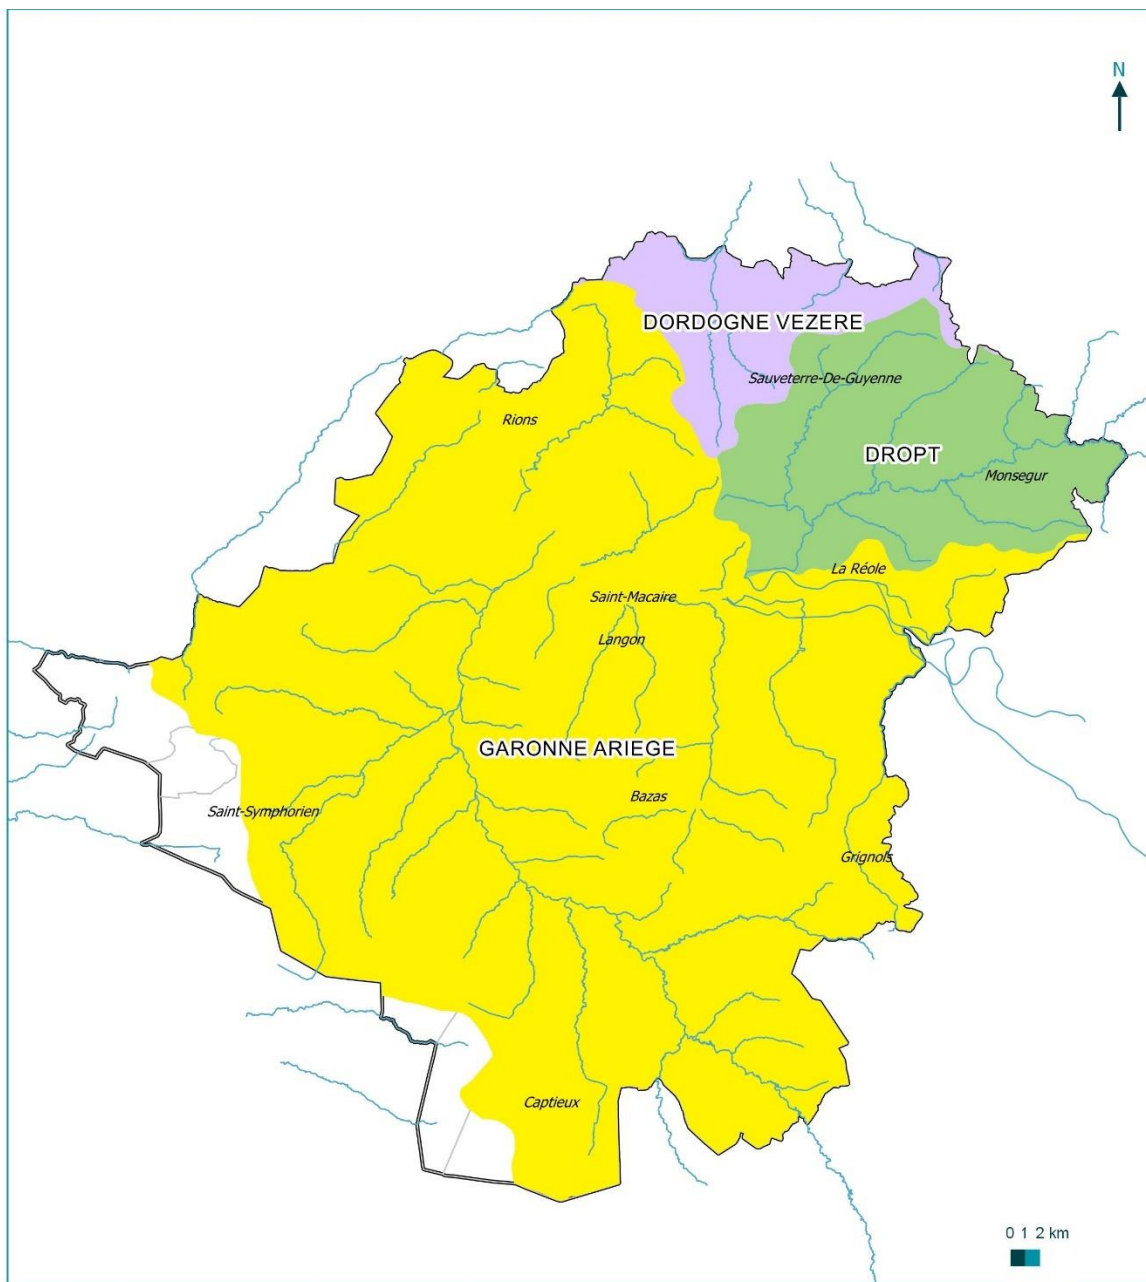 N
DORDOGNE VEZERE
Sauveterre-De-Guyenne
Rions
DROPT
Monsegur
La Réole
Saint-Macaire
Langon
GARONNE ARIEGE
Bazas
Saint-Symphorien
Grignols
Captieux
0 1 2 km